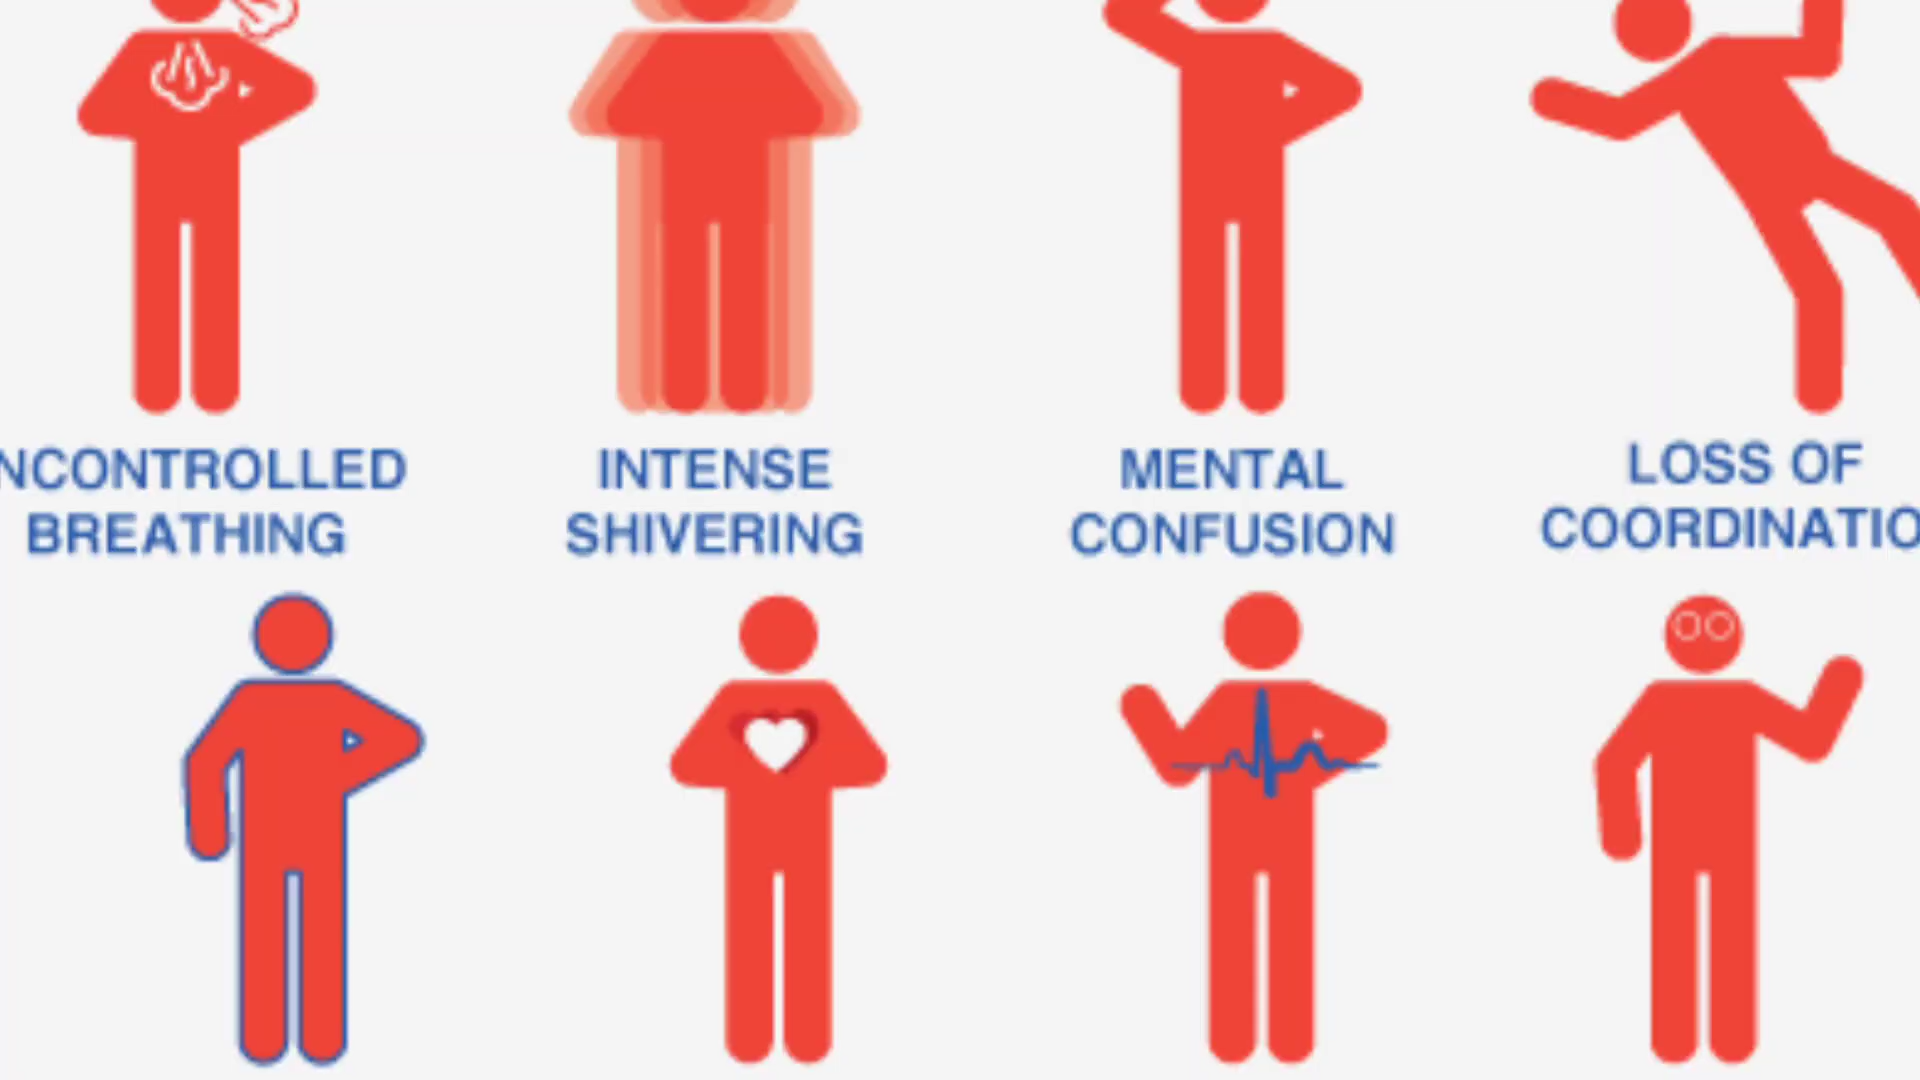 NCONTROLLED
BREATHING
INTENSE
SHIVERING
MENTAL
CONFUSION
LOSS OF
COORDINATIO